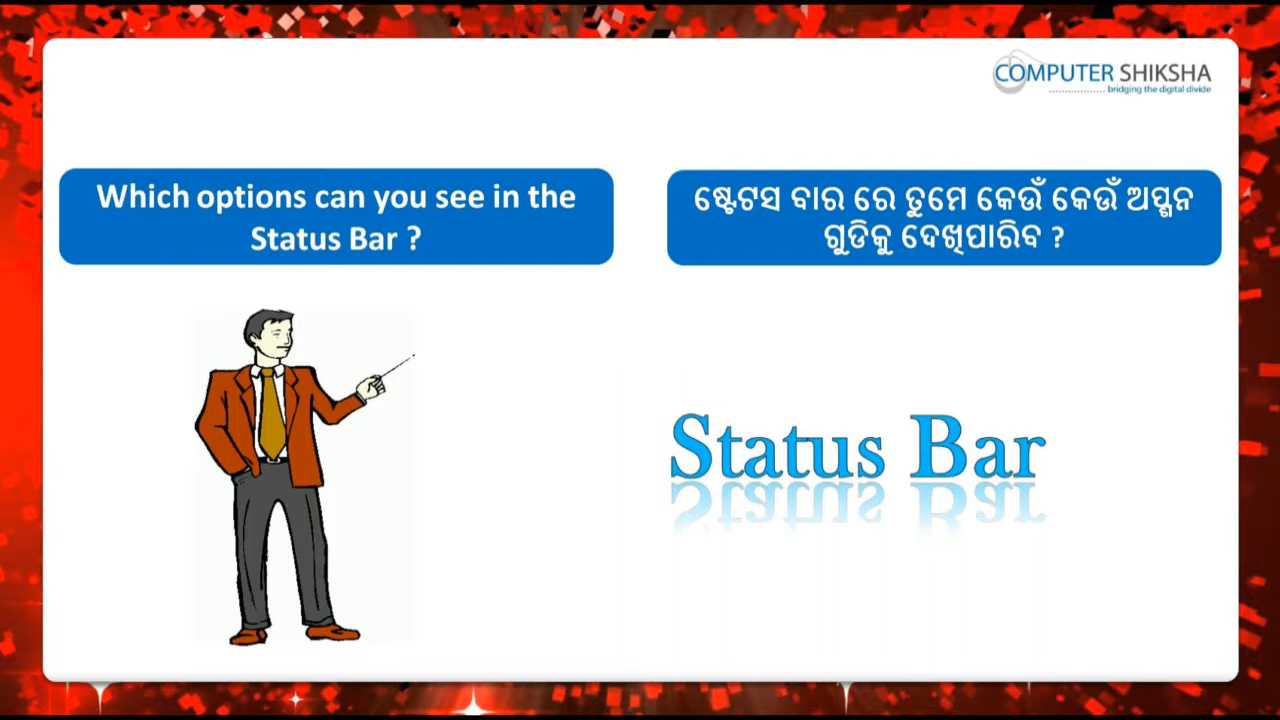 COMPUTER SHIKSHA
bridging the digital divide
Which options can you see in the
Status Bar ?
ଷ୍ଟେଟସ ବାର ରେ ତୁମେ କେଉଁ କେଉଁ ଅପ୍ସନ
ଗୁଡିକୁ ଦେଖିପାରିବ ?
Status Bar